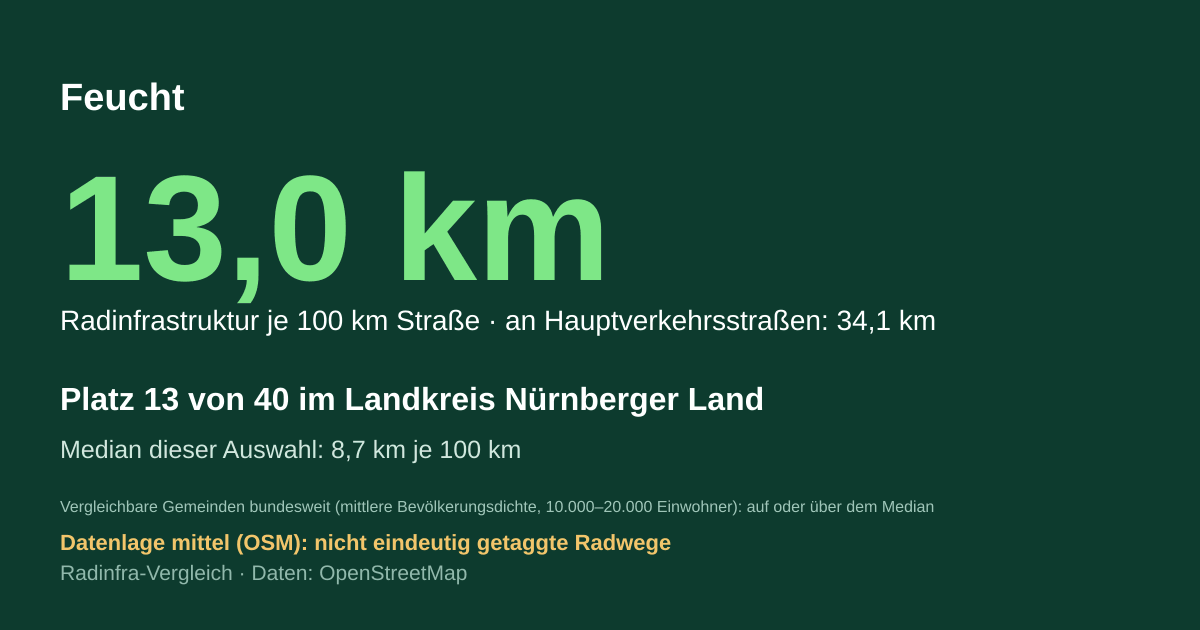 Feucht
13,0 km
Radinfrastruktur je 100 km Straße · an Hauptverkehrsstraßen: 34,1 km
Platz 13 von 40 im Landkreis Nürnberger Land
Median dieser Auswahl: 8,7 km je 100 km
Vergleichbare Gemeinden bundesweit (mittlere Bevölkerungsdichte, 10.000–20.000 Einwohner): auf oder über dem Median
Datenlage mittel (OSM): nicht eindeutig getaggte Radwege
Radinfra-Vergleich · Daten: OpenStreetMap